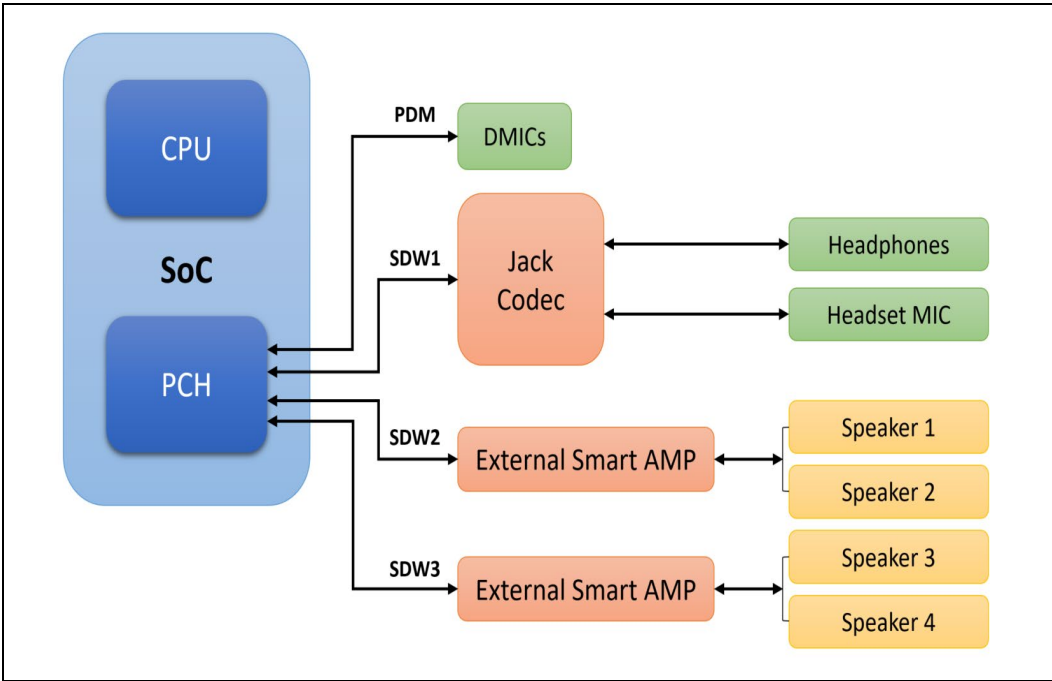 CPU
SoC
PCH
PDM
DMICs
SDW1
Jack
Codec
Headphones
Headset MIC
SDW2
External Smart AMP
Speaker 1
Speaker 2
SDW3
External Smart AMP
Speaker 3
Speaker 4